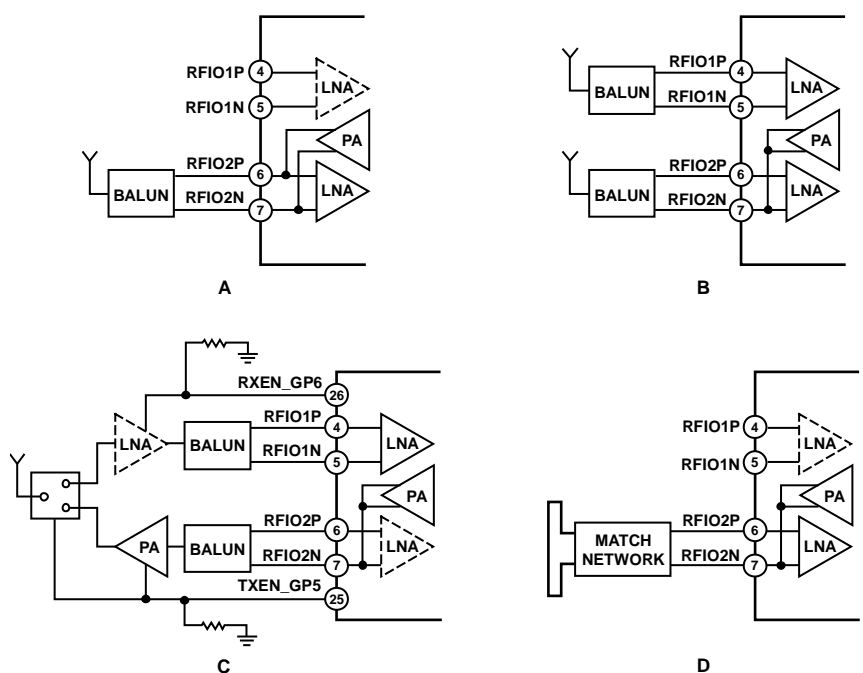 RFIO1P
4
LNA
RFIO1N
5
PA
RFIO2P
6
BALUN
LNA
RFIO2N
7
A
RFIO1P
4
BALUN
LNA
RFIO1N
5
PA
RFIO2P
6
BALUN
LNA
RFIO2N
7
B
RXEN_GP6
26
RFIO1P
4
LNA
BALUN
LNA
RFIO1N
5
PA
RFIO2P
6
PA
BALUN
LNA
RFIO2N
7
TXEN_GP5
25
C
RFIO1P
4
LNA
RFIO1N
5
PA
RFIO2P
6
MATCH
NETWORK
LNA
RFIO2N
7
D